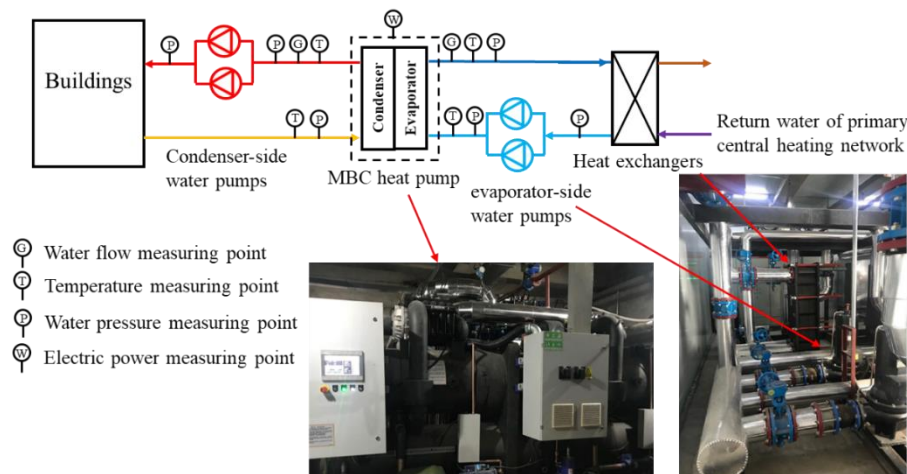 W
P
P G T
G T P
Buildings
Condenser
Evaporator
T P
T P
P
Return water of primary
central heating network
Condenser-side
water pumps
MBC heat pump
Heat exchangers
evaporator-side
water pumps
G Water flow measuring point
T Temperature measuring point
P Water pressure measuring point
W Electric power measuring point